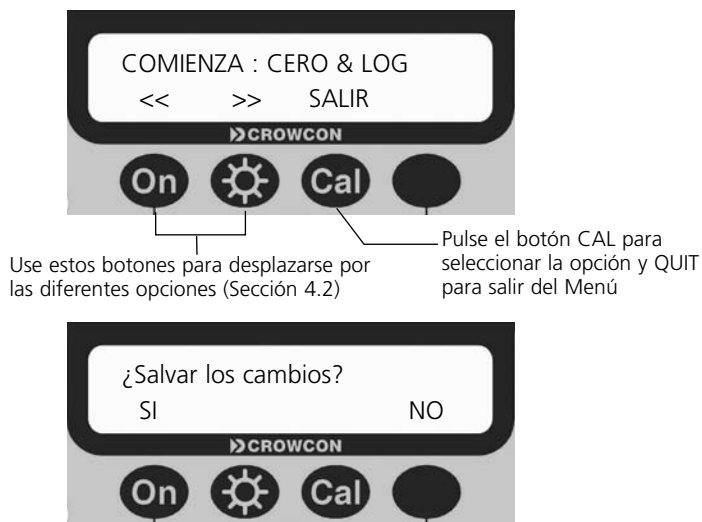 COMIENZA : CERO & LOG
<< >> SALIR
CROWCON
On Cal
Use estos botones para desplazarse por
las diferentes opciones (Sección 4.2)
Pulse el botón CAL para
seleccionar la opción y QUIT
para salir del Menú
¿Salvar los cambios?
SI NO
CROWCON
On Cal